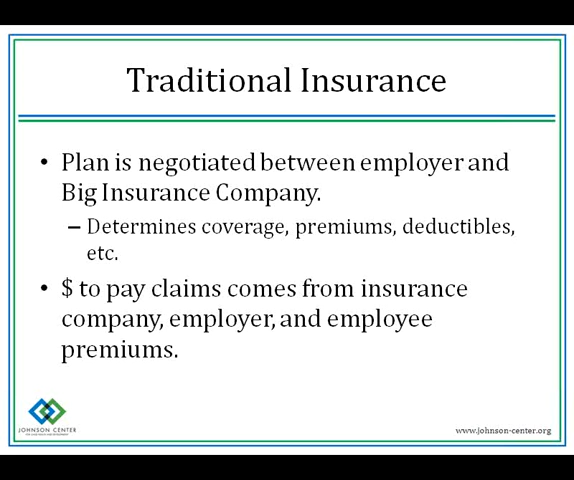 Traditional Insurance
• Plan is negotiated between employer and
Big Insurance Company.
– Determines coverage, premiums, deductibles,
etc.
• $ to pay claims comes from insurance
company, employer, and employee
premiums.
JOHNSON CENTER
www.johnson-center.org